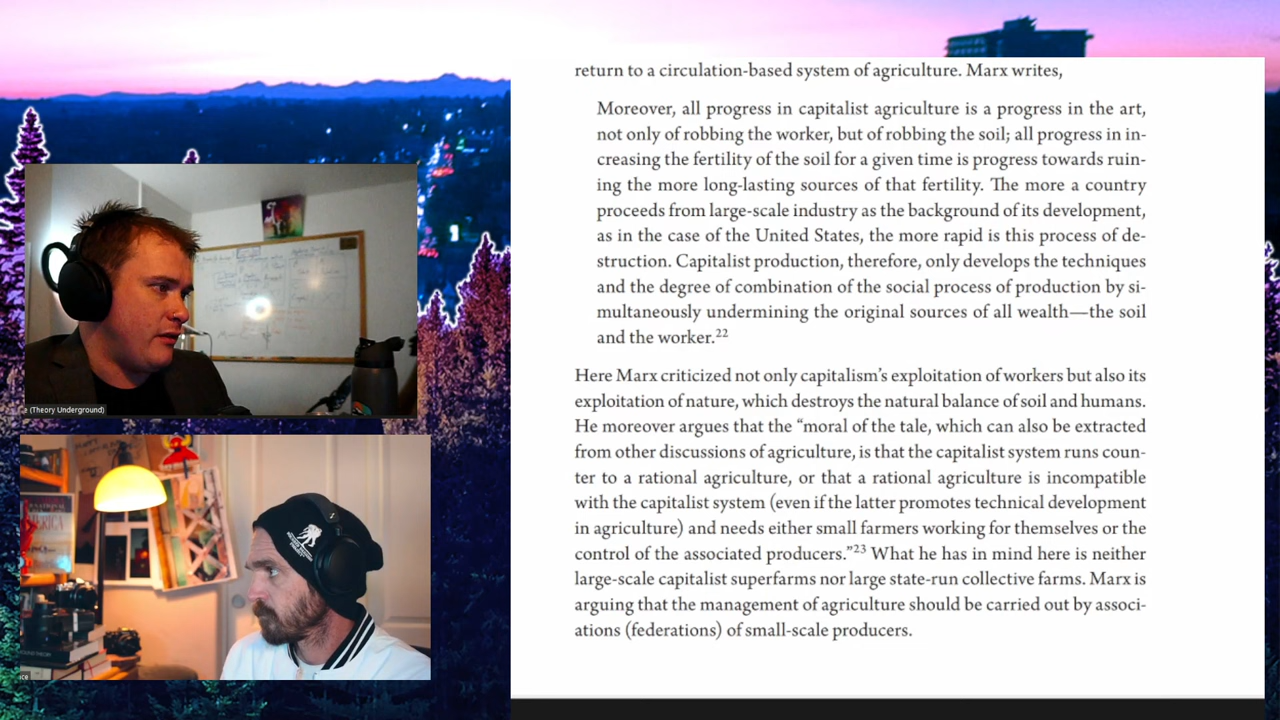 return to a circulation-based system of agriculture. Marx writes,
Moreover, all progress in capitalist agriculture is a progress in the art,
not only of robbing the worker, but of robbing the soil; all progress in in-
creasing the fertility of the soil for a given time is progress towards ruin-
ing the more long-lasting sources of that fertility. The more a country
proceeds from large-scale industry as the background of its development,
as in the case of the United States, the more rapid is this process of de-
struction. Capitalist production, therefore, only develops the techniques
and the degree of combination of the social process of production by si-
multaneously undermining the original sources of all wealth—the soil
and the worker.22
Here Marx criticized not only capitalism's exploitation of workers but also its
exploitation of nature, which destroys the natural balance of soil and humans.
He moreover argues that the “moral of the tale, which can also be extracted
from other discussions of agriculture, is that the capitalist system runs coun-
ter to a rational agriculture, or that a rational agriculture is incompatible
with the capitalist system (even if the latter promotes technical development
in agriculture) and needs either small farmers working for themselves or the
control of the associated producers.”23 What he has in mind here is neither
large-scale capitalist superfarms nor large state-run collective farms. Marx is
arguing that the management of agriculture should be carried out by associ-
ations (federations) of small-scale producers.
(Theory Underground)